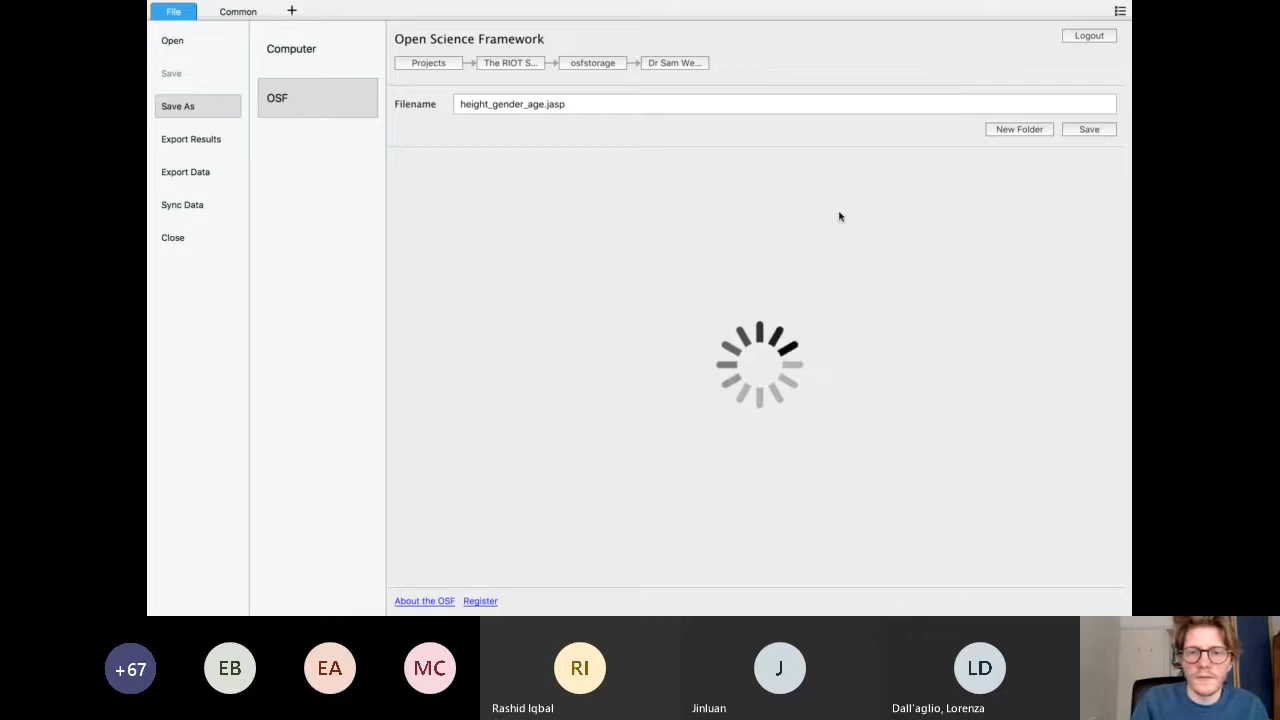 File
Common
+
Open
Save
Save As
Export Results
Export Data
Sync Data
Close
Computer
OSF
Open Science Framework
Logout
Projects
The RIOT S...
osfstorage
Dr Sam We...
Filename
height_gender_age.jasp
New Folder
Save
About the OSF
Register
+67
EB
EA
MC
RI
J
LD
Rashid Iqbal
Jinluan
Dall'aglio, Lorenza